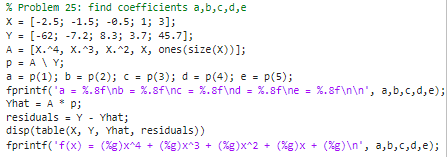 % Problem 25: find coefficients a,b,c,d,e
X = [-2.5; -1.5; -0.5; 1; 3];
Y = [-62; -7.2; 8.3; 3.7; 45.7];
A = [X.^4, X.^3, X.^2, X, ones(size(X))];
p = A \ Y;
a = p(1); b = p(2); c = p(3); d = p(4); e = p(5);
fprintf('a = %.8f\nb = %.8f\nc = %.8f\nd = %.8f\ne = %.8f\n\n', a,b,c,d,e);
Yhat = A * p;
residuals = Y - Yhat;
disp(table(X, Y, Yhat, residuals))
fprintf('f(x) = (%g)x^4 + (%g)x^3 + (%g)x^2 + (%g)x + (%g)\n', a,b,c,d,e);